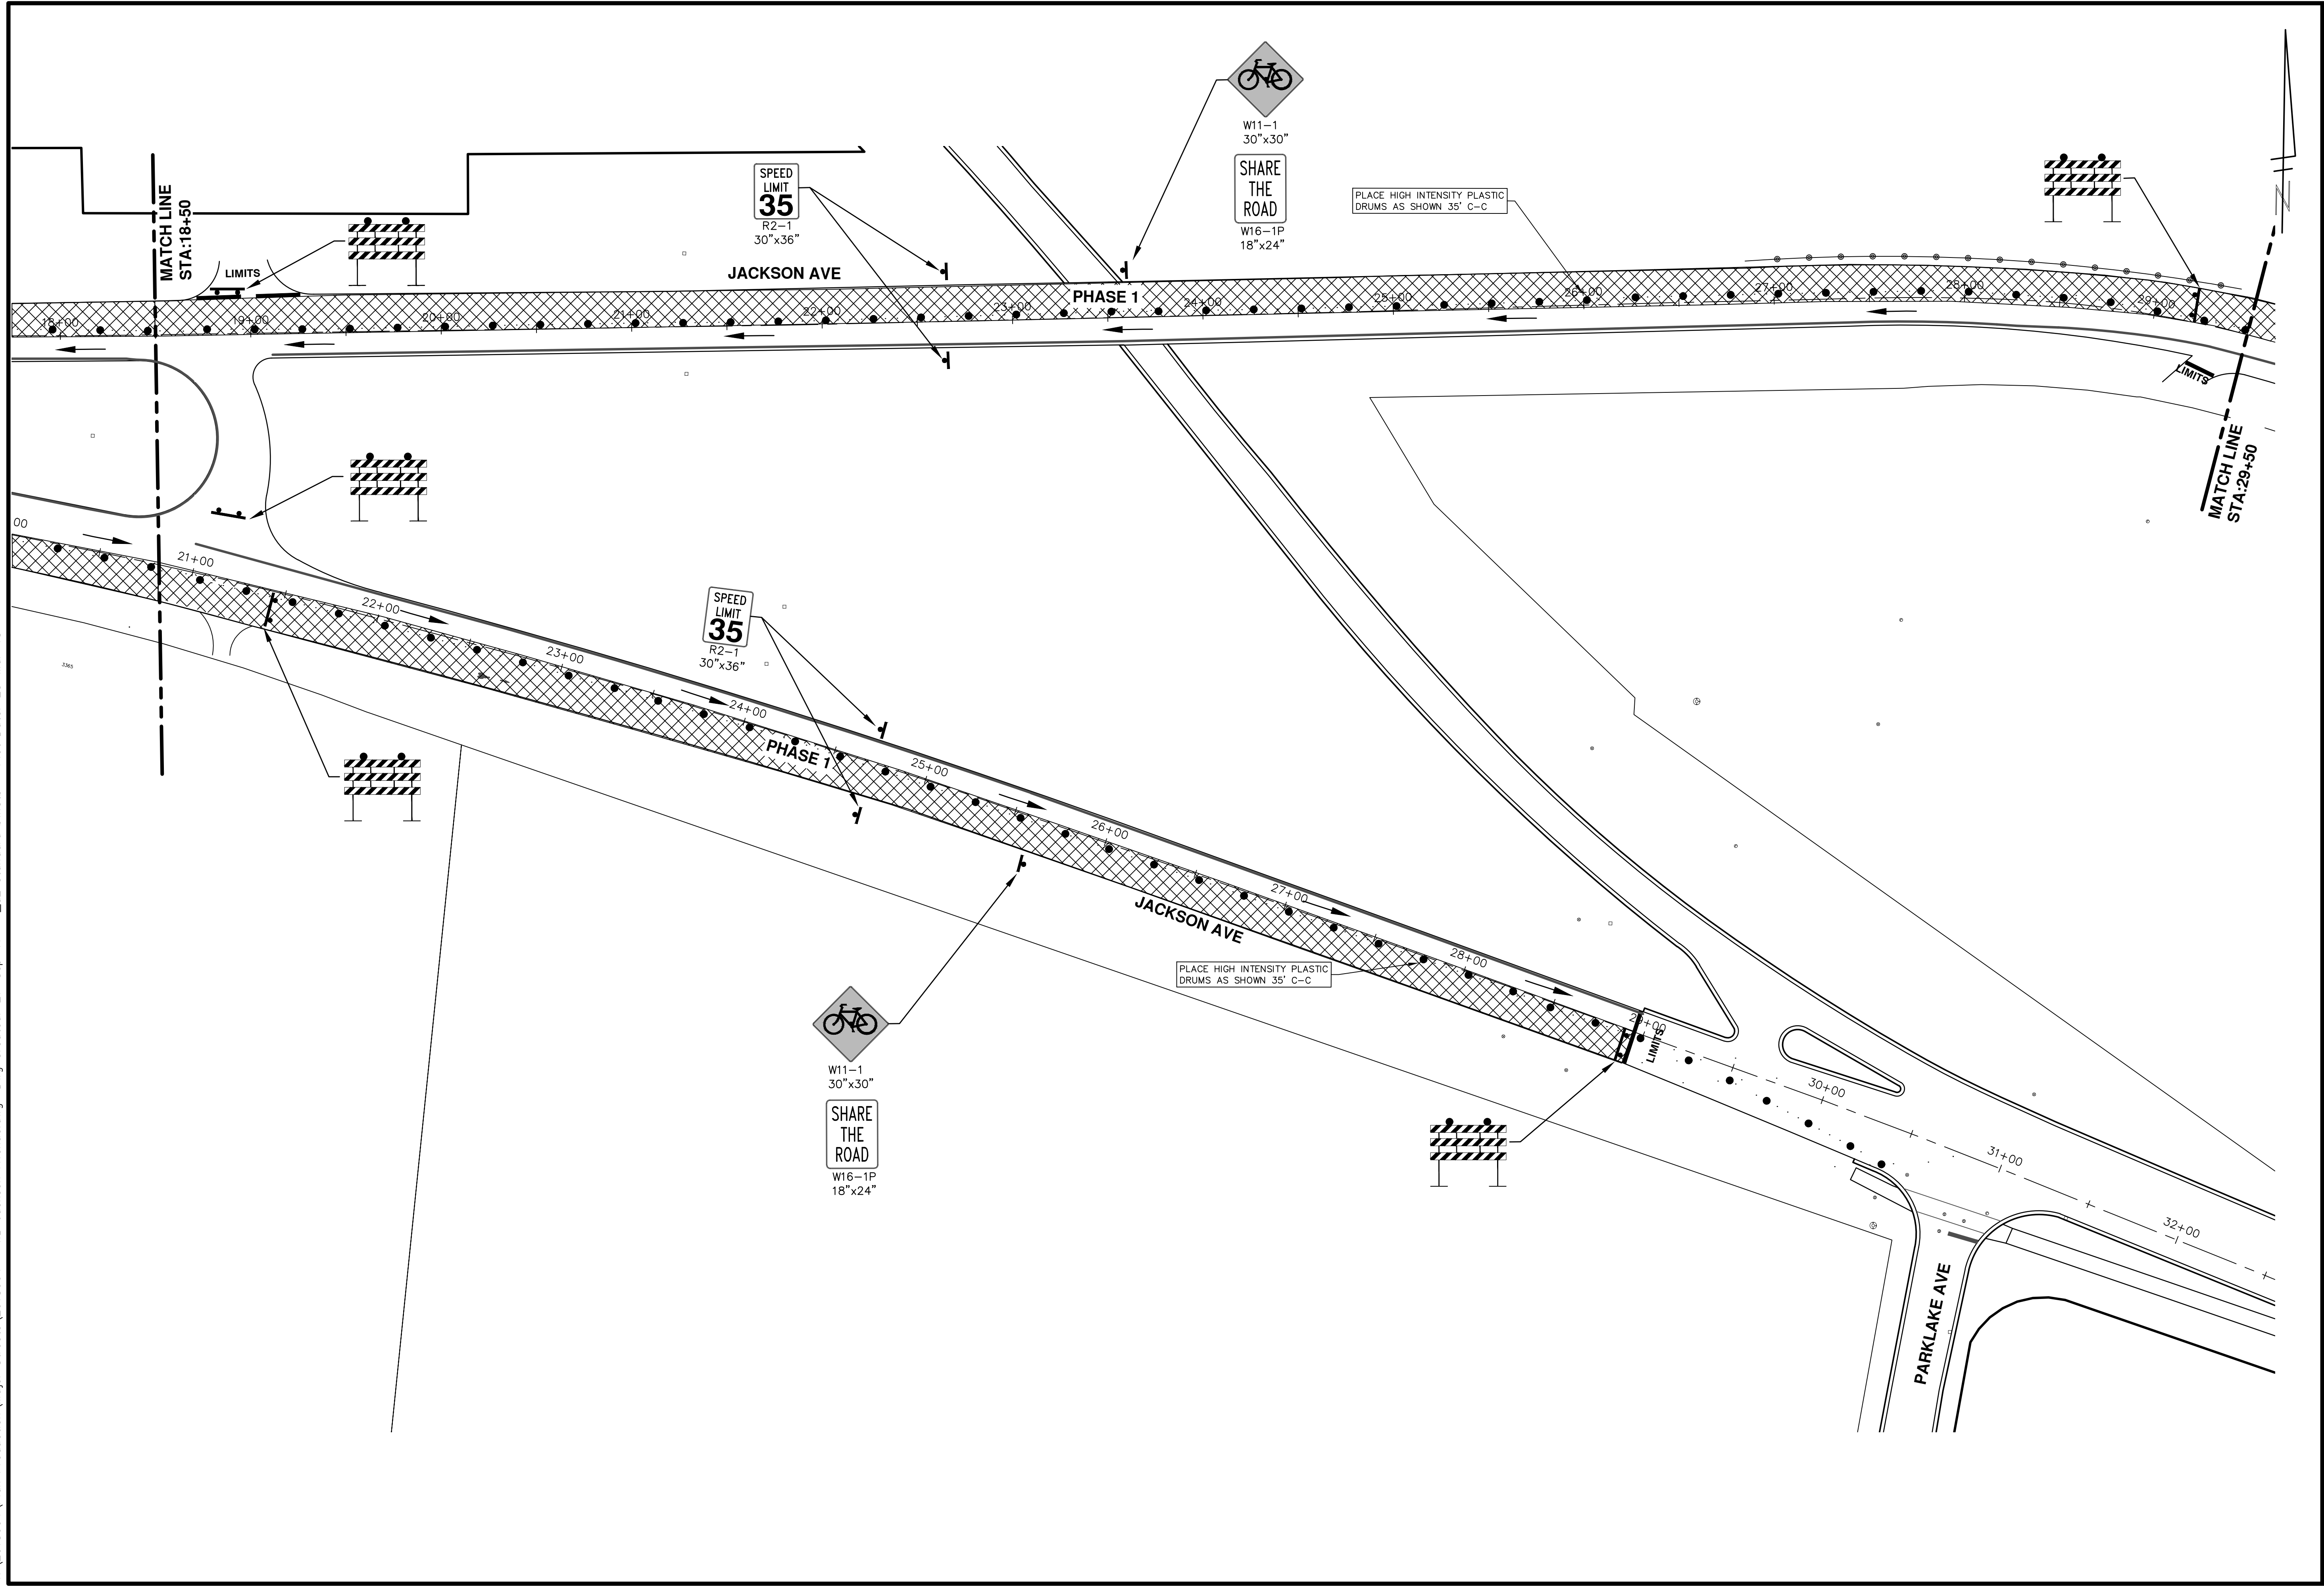 W11-1
30"x30"
SHARE
THE
ROAD
W16-1P
18"x24"
SPEED
LIMIT
35
R2-1
30"x36"
PLACE HIGH INTENSITY PLASTIC
DRUMS AS SHOWN 35' C-C
N
MATCH LINE
STA:18+50
LIMITS
JACKSON AVE
PHASE 1
18+00
19+00
20+00
21+00
22+00
23+00
24+00
25+00
26+00
27+00
28+00
29+00
LIMITS
MATCH LINE
STA:29+50
00
21+00
22+00
23+00
24+00
25+00
26+00
27+00
28+00
29+00
30+00
31+00
32+00
3365
SPEED
LIMIT
35
R2-1
30"x36"
PHASE 1
JACKSON AVE
PLACE HIGH INTENSITY PLASTIC
DRUMS AS SHOWN 35' C-C
LIMITS
W11-1
30"x30"
SHARE
THE
ROAD
W16-1P
18"x24"
PARKLAKE AVE